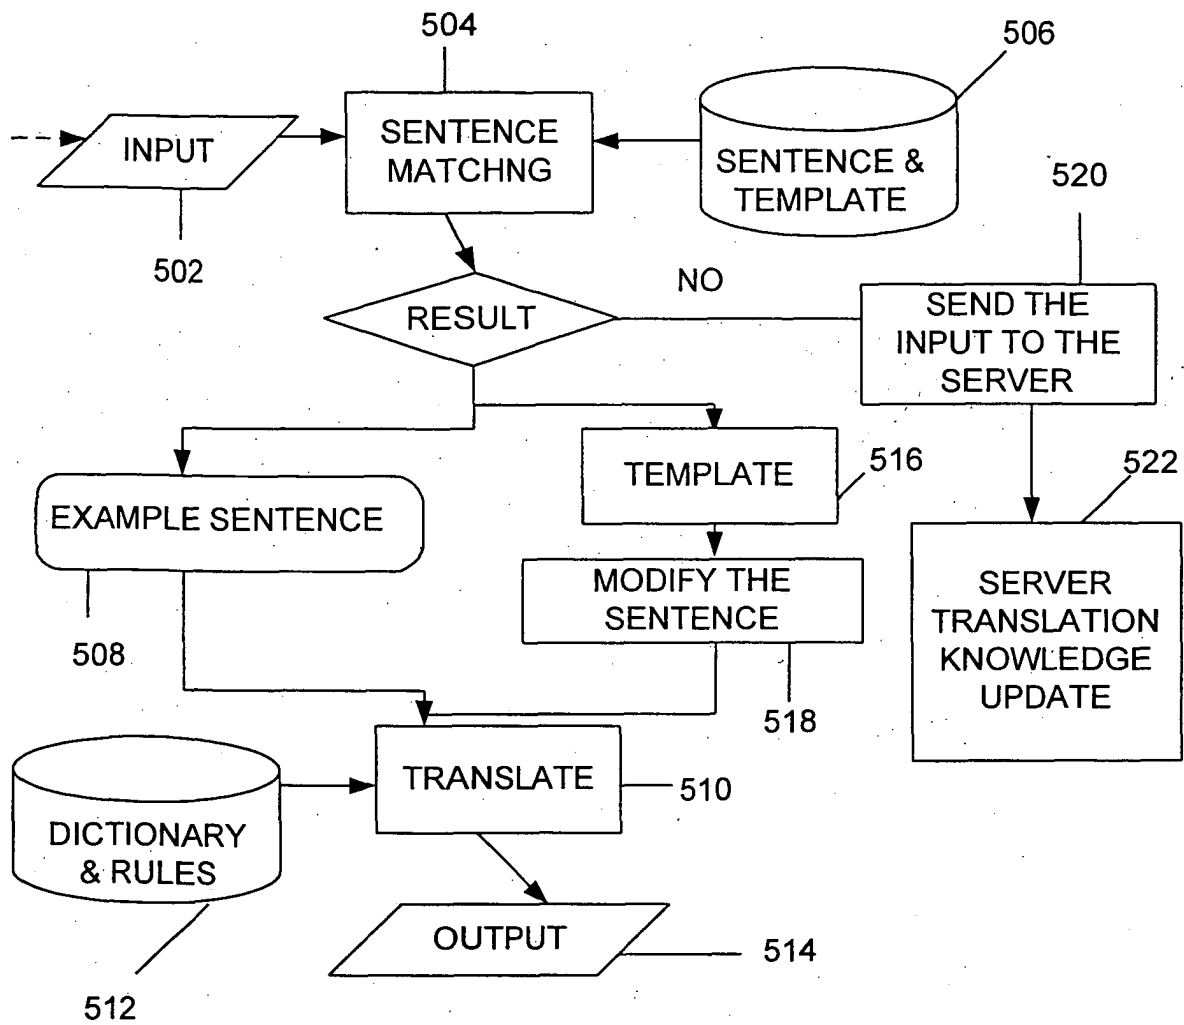 504
506
INPUT
SENTENCE
MATCHNG
SENTENCE &
TEMPLATE
520
502
NO
RESULT
SEND THE
INPUT TO THE
SERVER
TEMPLATE
516
522
EXAMPLE SENTENCE
MODIFY THE
SENTENCE
SERVER
TRANSLATION
KNOWLEDGE
UPDATE
508
518
TRANSLATE
510
DICTIONARY
& RULES
OUTPUT
514
512